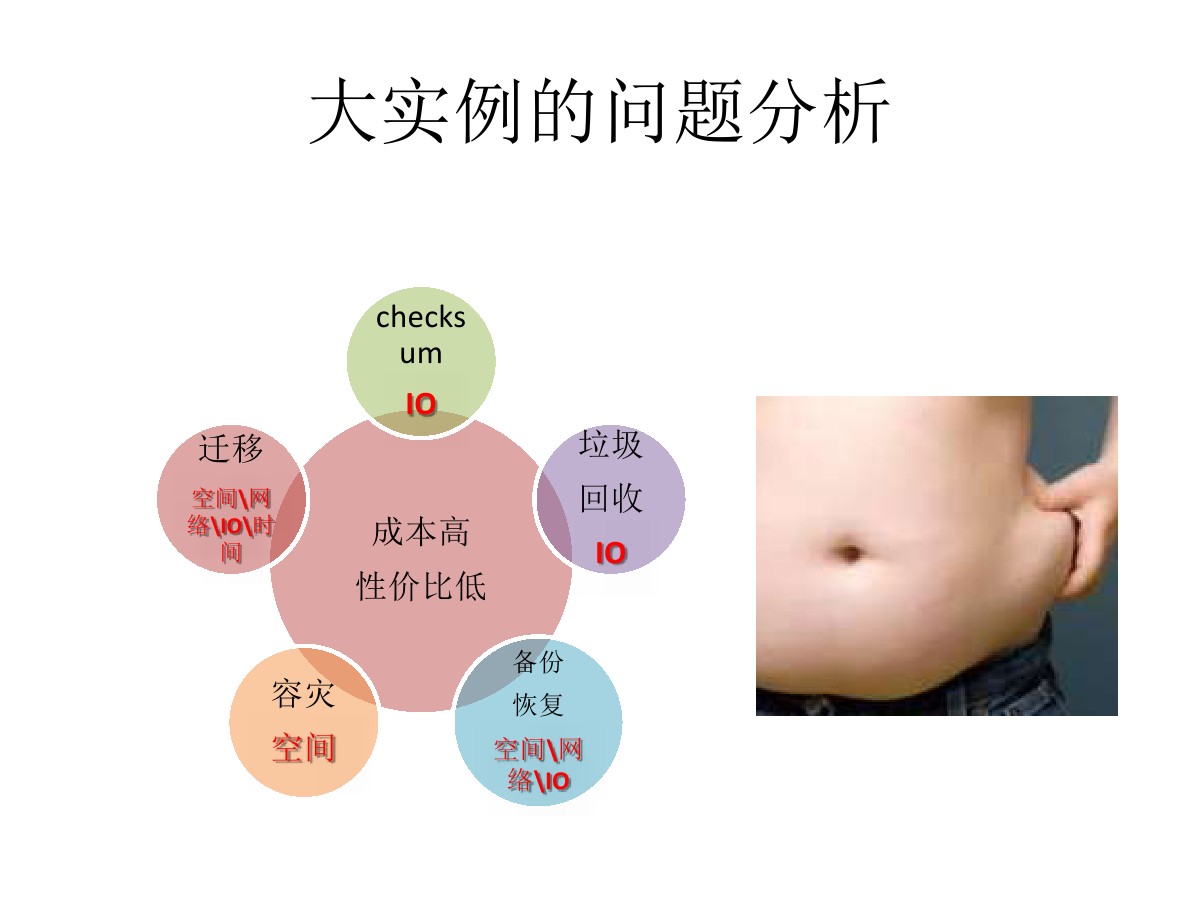 大实例的问题分析
checks
um
IO
垃圾
回收
IO
备份
恢复
空间\网
络\IO
容灾
空间
迁移
空间\网
络\IO\时
间
成本高
性价比低